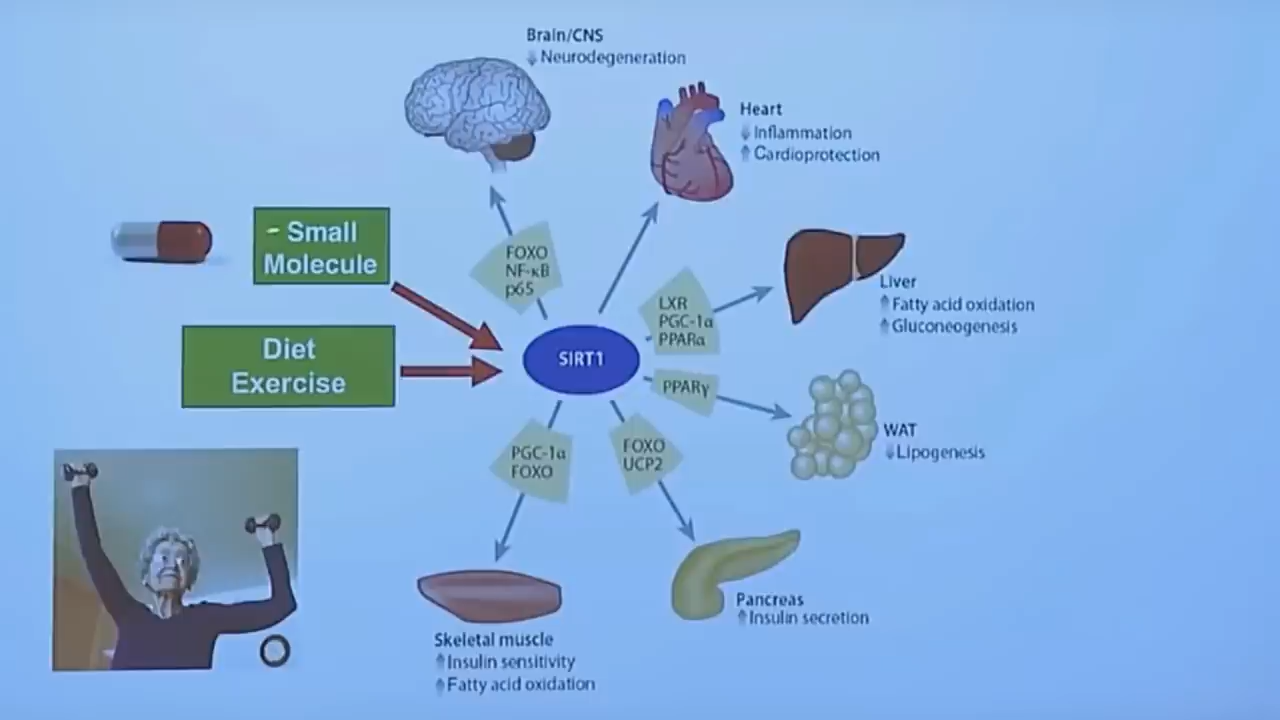 Brain/CNS
⇩ Neurodegeneration
Heart
⇩ Inflammation
⇧ Cardioprotection
- Small
Molecule
FOXO
NF-κB
p65
LXR
PGC-1α
PPARα
Liver
⇧ Fatty acid oxidation
⇧ Gluconeogenesis
Diet
Exercise
SIRT1
PPARγ
WAT
⇩ Lipogenesis
PGC-1α
FOXO
FOXO
UCP2
Pancreas
⇧ Insulin secretion
Skeletal muscle
⇧ Insulin sensitivity
⇧ Fatty acid oxidation